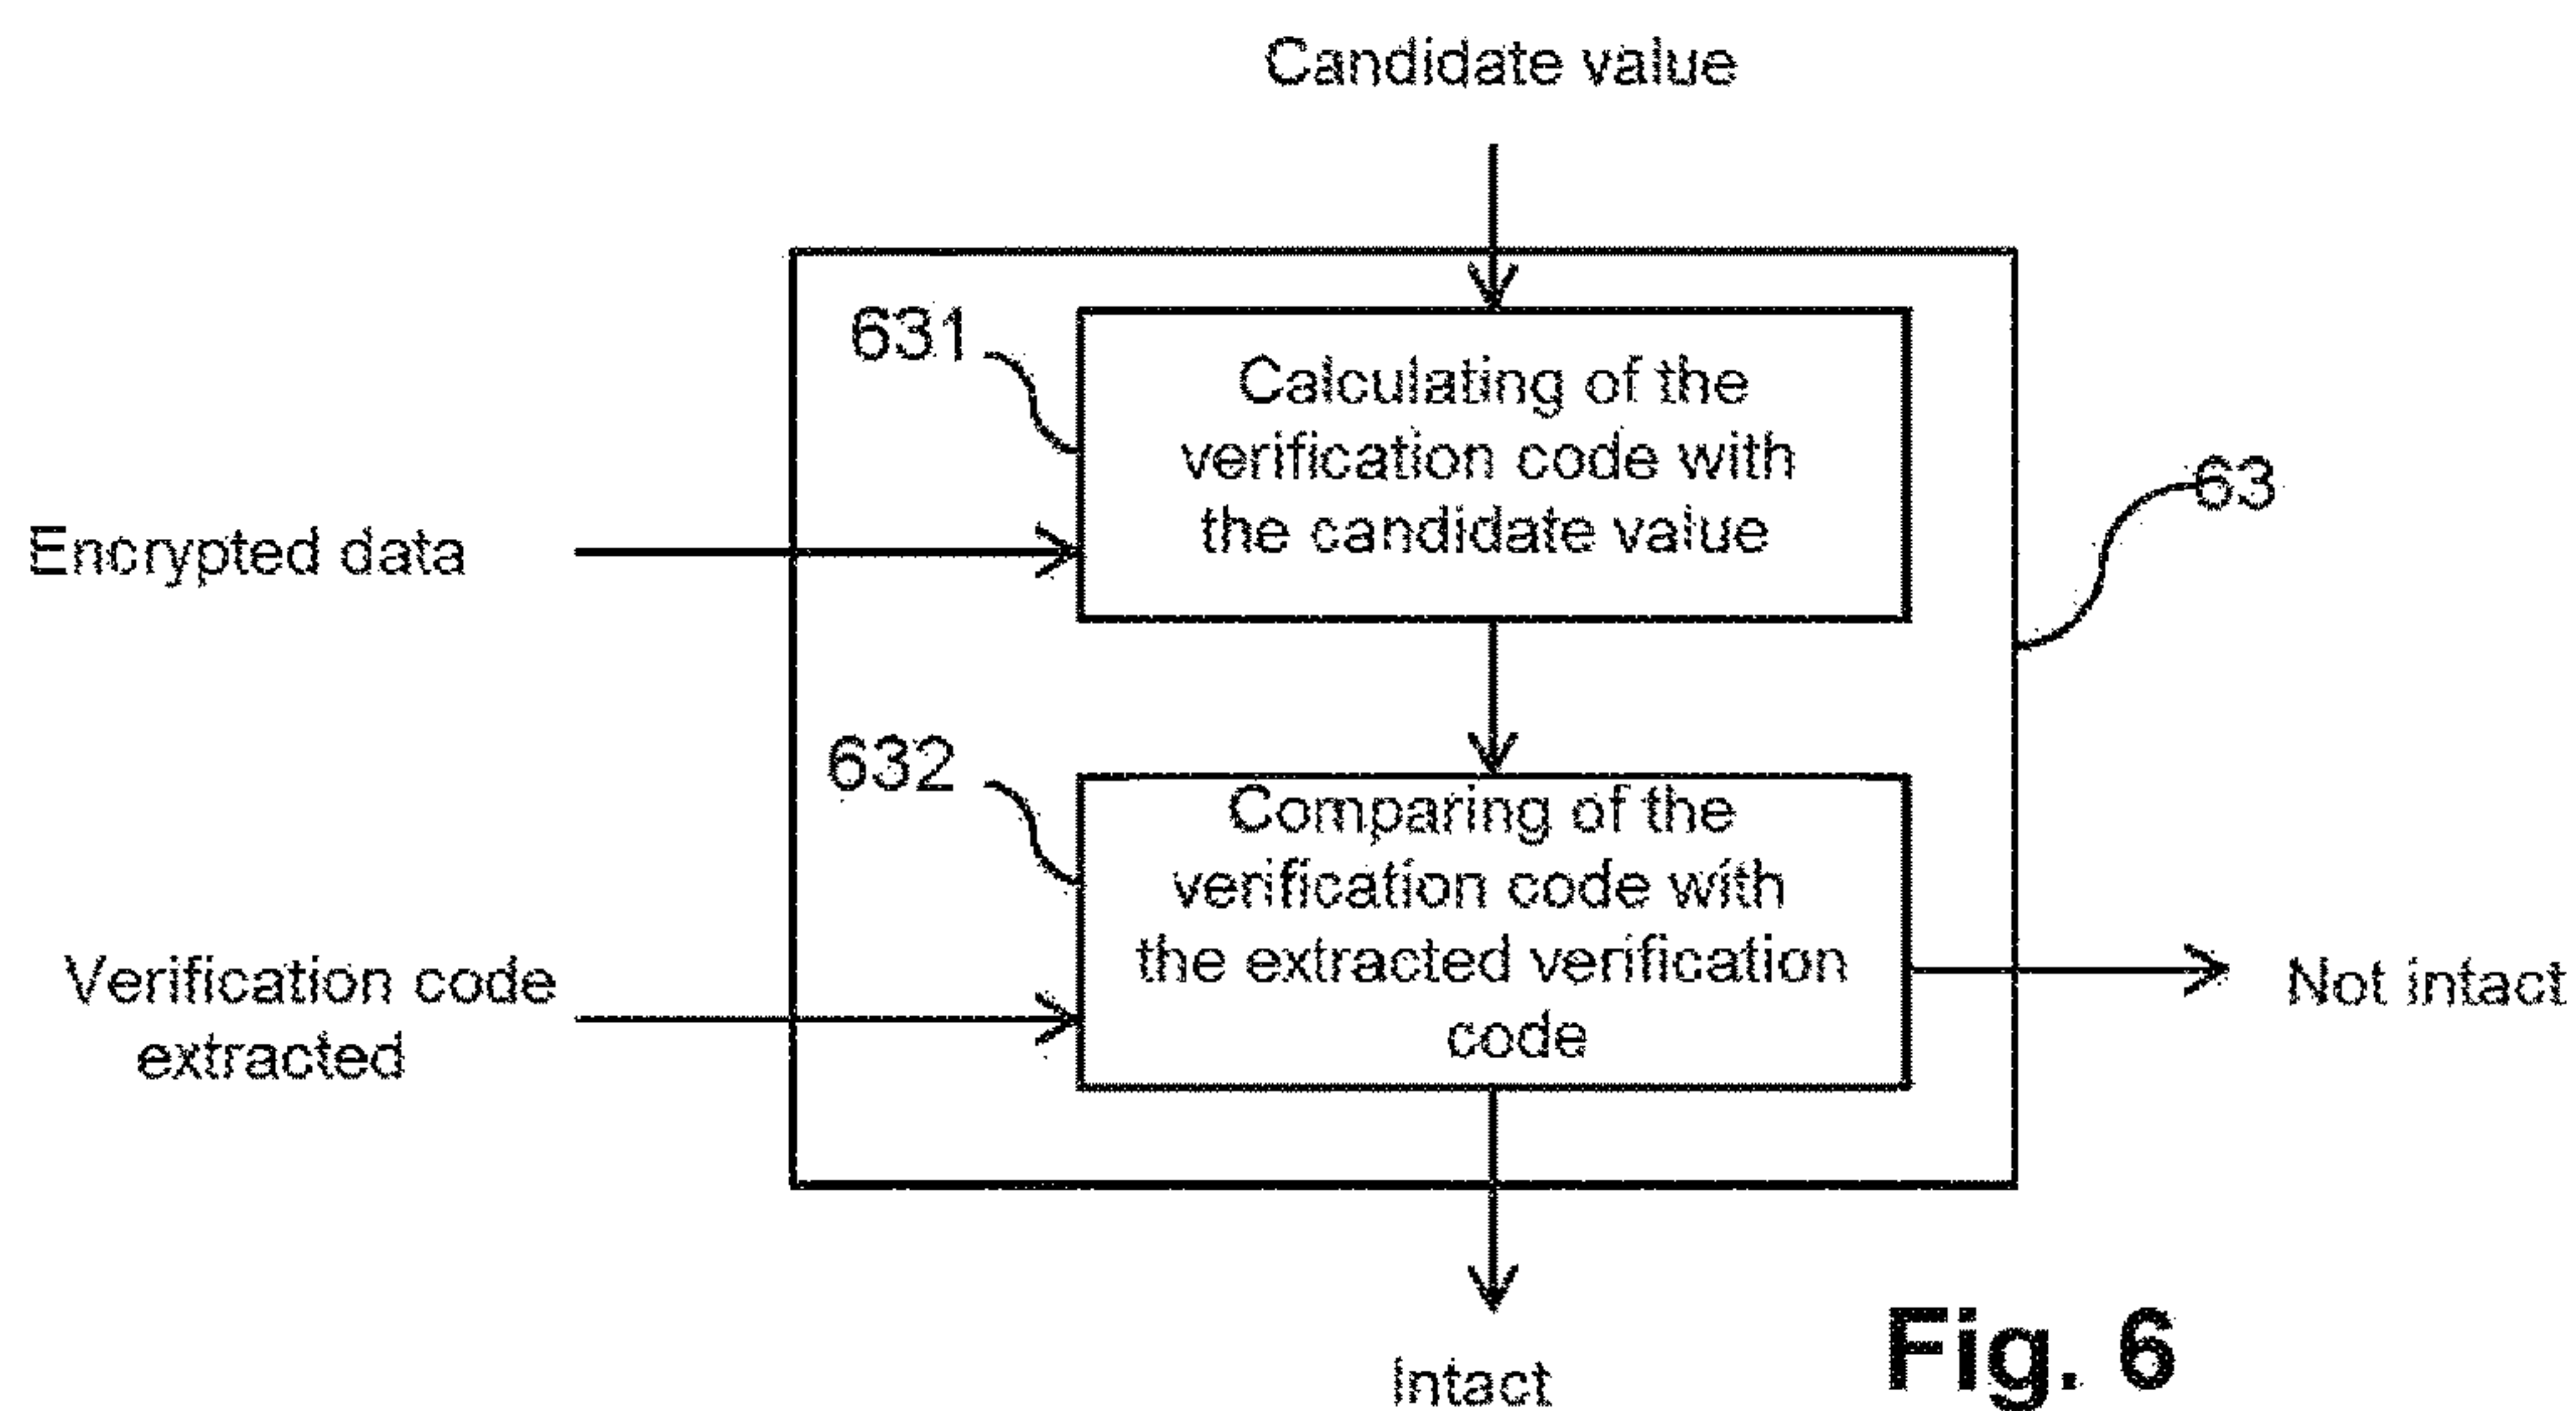 Candidate value
631
Calculating of the
verification code with
the candidate value
63
Encrypted data
632
Comparing of the
verification code with
the extracted verification
code
Verification code
extracted
Not intact
Intact
Fig. 6